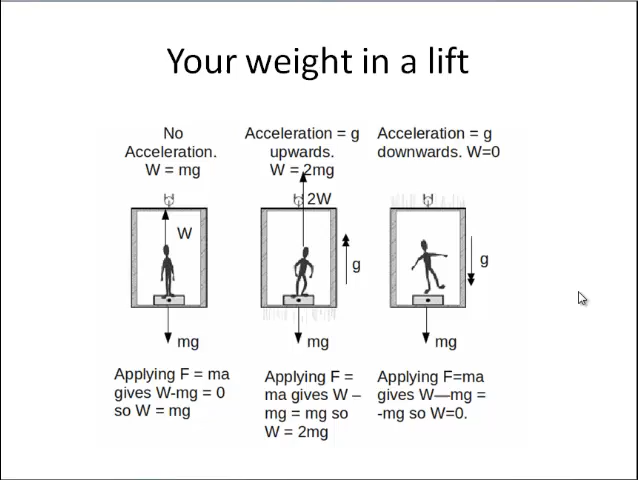 Your weight in a lift
No
Acceleration.
W = mg
Acceleration = g
upwards.
W = 2mg
Acceleration = g
downwards. W=0
W
2W
g
g
mg
mg
mg
Applying F = ma
gives W-mg = 0
so W = mg
Applying F =
ma gives W –
mg = mg so
W = 2mg
Applying F=ma
gives W—mg =
-mg so W=0.